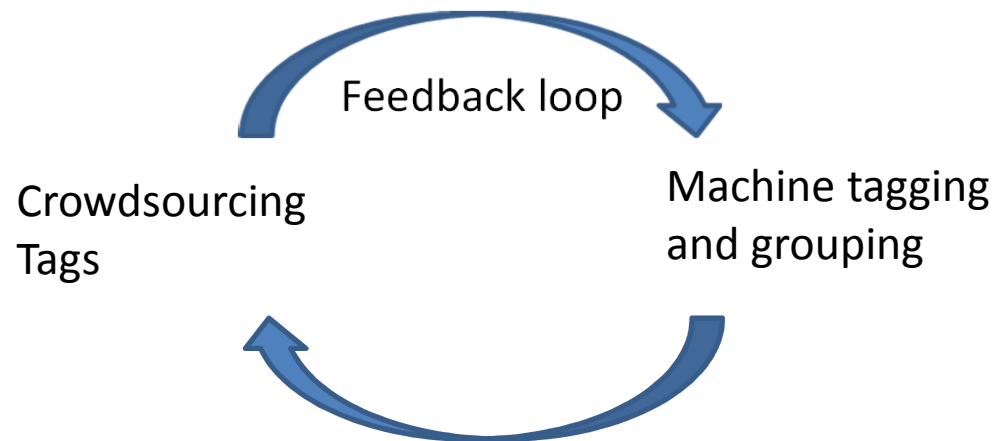 Feedback loop
Crowdsourcing
Tags
Machine tagging
and grouping